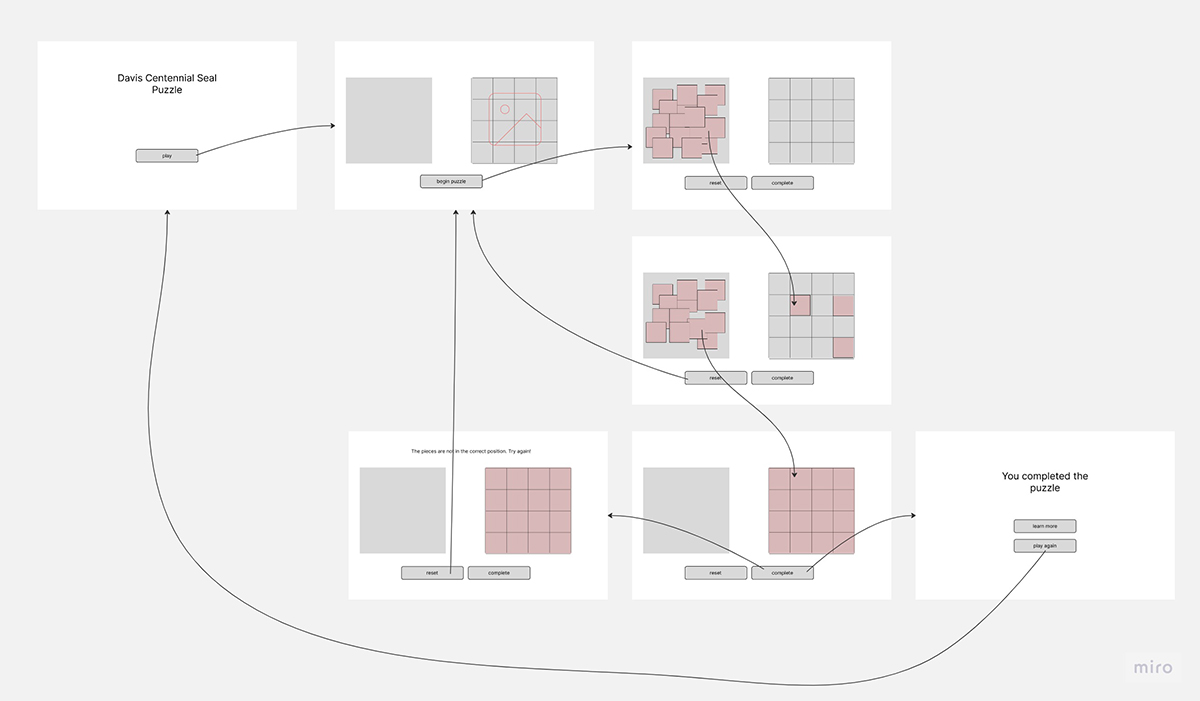 Davis Centennial Seal
Puzzle
play
begin puzzle
reset
complete
reset
complete
The pieces are not in the correct position. Try again!
reset
complete
reset
complete
You completed the
puzzle
learn more
play again
miro